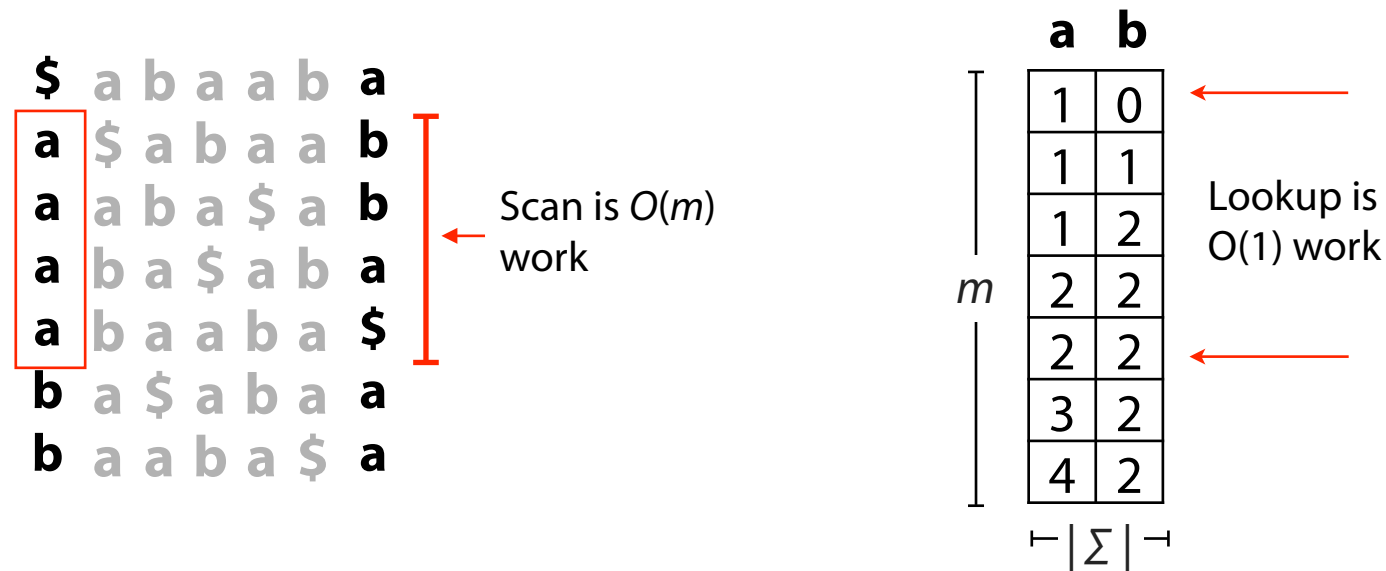 $ a b a a b a
a $ a b a a b
a a b a $ a b
a b a $ a b a
a b a a b a $
b a $ a b a a
b a a b a $ a
Scan is O(m)
work
a b
m
1 0
1 1
1 2
2 2
2 2
3 2
4 2
|Σ|
Lookup is
O(1) work